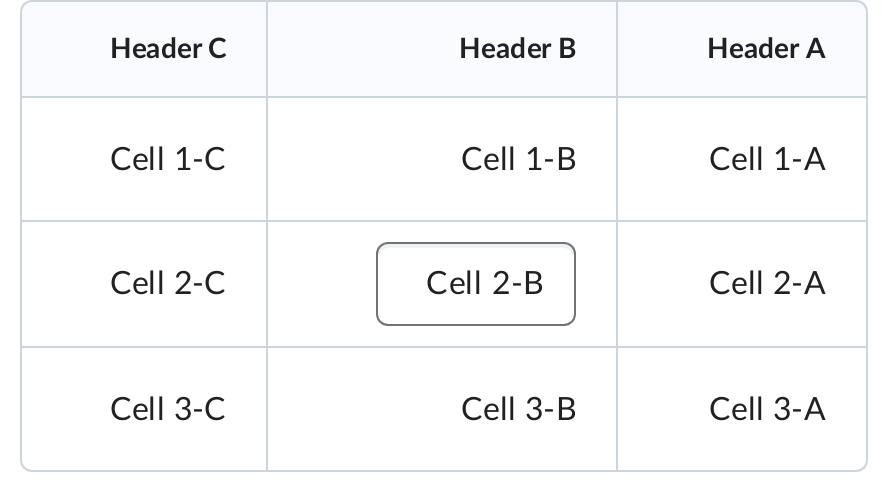 Header C Header B Header A
Cell 1-C Cell 1-B Cell 1-A
Cell 2-C Cell 2-B Cell 2-A
Cell 3-C Cell 3-B Cell 3-A